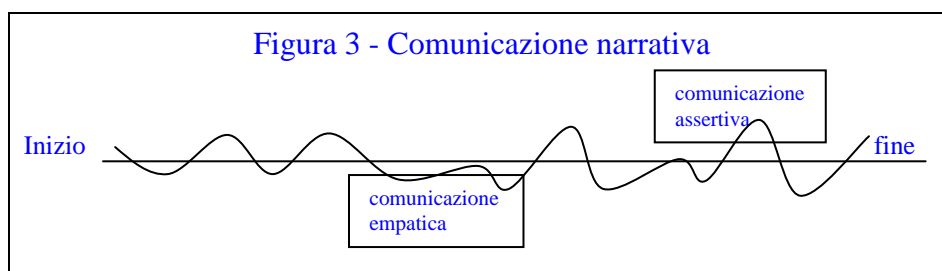 Figura 3 - Comunicazione narrativa
comunicazione
assertiva
Inizio
fine
comunicazione
empatica